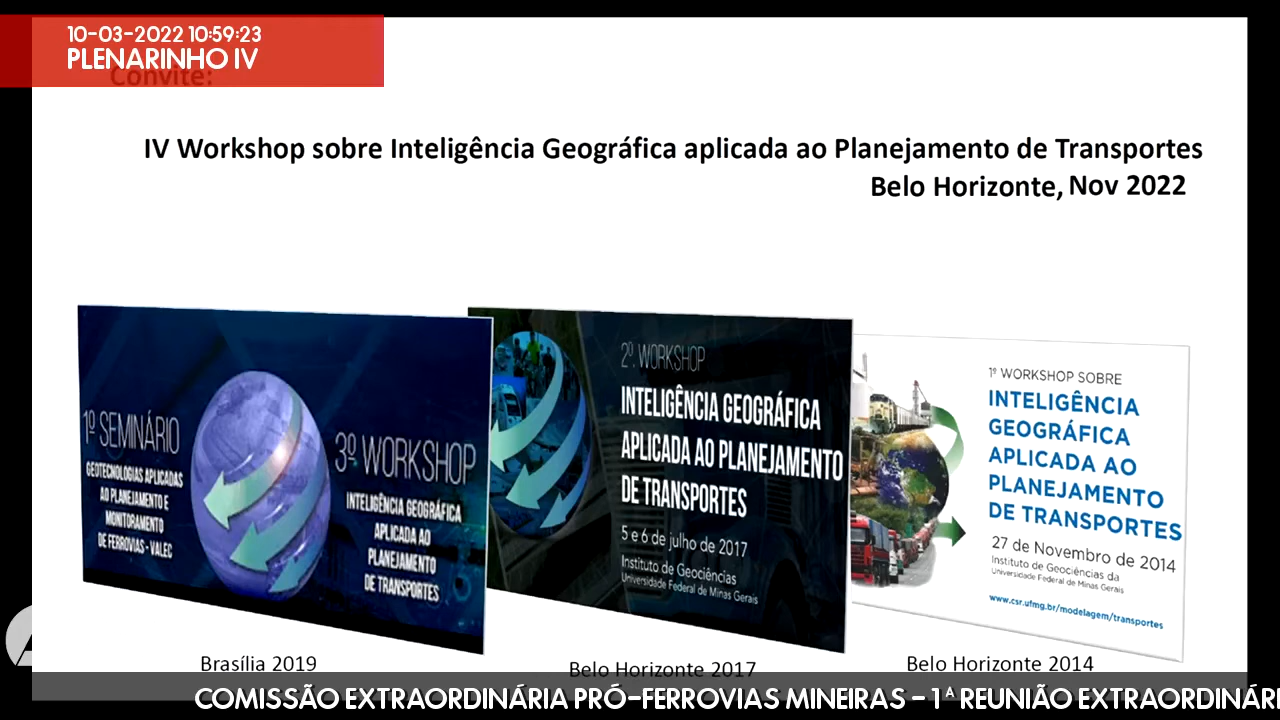 10-03-2022 10:59:23
PLENARINHO IV
Convite:
IV Workshop sobre Inteligência Geográfica aplicada ao Planejamento de Transportes
Belo Horizonte, Nov 2022
1º SEMINÁRIO
GEOTECNOLOGIAS APLICADAS
AO PLANEJAMENTO E
MONITORAMENTO
DE FERROVIAS - VALEC
3º WORKSHOP
INTELIGÊNCIA GEOGRÁFICA
APLICADA AO
PLANEJAMENTO
DE TRANSPORTES
Brasília 2019
2º. WORKSHOP
INTELIGÊNCIA GEOGRÁFICA
APLICADA AO PLANEJAMENTO
DE TRANSPORTES
5 e 6 de julho de 2017
Instituto de Geociências
Universidade Federal de Minas Gerais
Belo Horizonte 2017
1º WORKSHOP SOBRE
INTELIGÊNCIA
GEOGRÁFICA
APLICADA AO
PLANEJAMENTO
DE TRANSPORTES
27 de Novembro de 2014
Instituto de Geociências da
Universidade Federal de Minas Gerais
www.csr.ufmg.br/modelagem/transportes
Belo Horizonte 2014
COMISSÃO EXTRAORDINÁRIA PRÓ-FERROVIAS MINEIRAS - 1ª REUNIÃO EXTRAORDINÁR